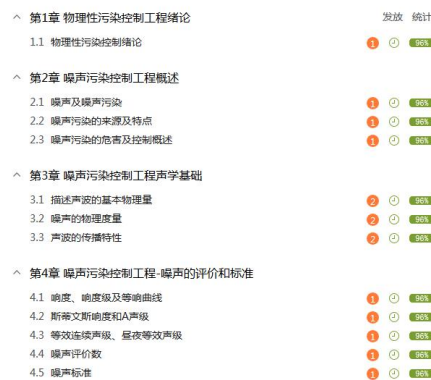 第1章 物理性污染控制工程绪论 发放 统计
1.1 物理性污染控制绪论 1 96%
第2章 噪声污染控制工程概述
2.1 噪声及噪声污染 1 96%
2.2 噪声污染的来源及特点 1 96%
2.3 噪声污染的危害及控制概述 1 96%
第3章 噪声污染控制工程声学基础
3.1 描述声波的基本物理量 2 96%
3.2 噪声的物理度量 2 96%
3.3 声波的传播特性 2 96%
第4章 噪声污染控制工程-噪声的评价和标准
4.1 响度、响度级及等响曲线 1 96%
4.2 斯蒂文斯响度和A声级 1 96%
4.3 等效连续声级、昼夜等效声级 1 96%
4.4 噪声评价数 1 96%
4.5 噪声标准 1 96%